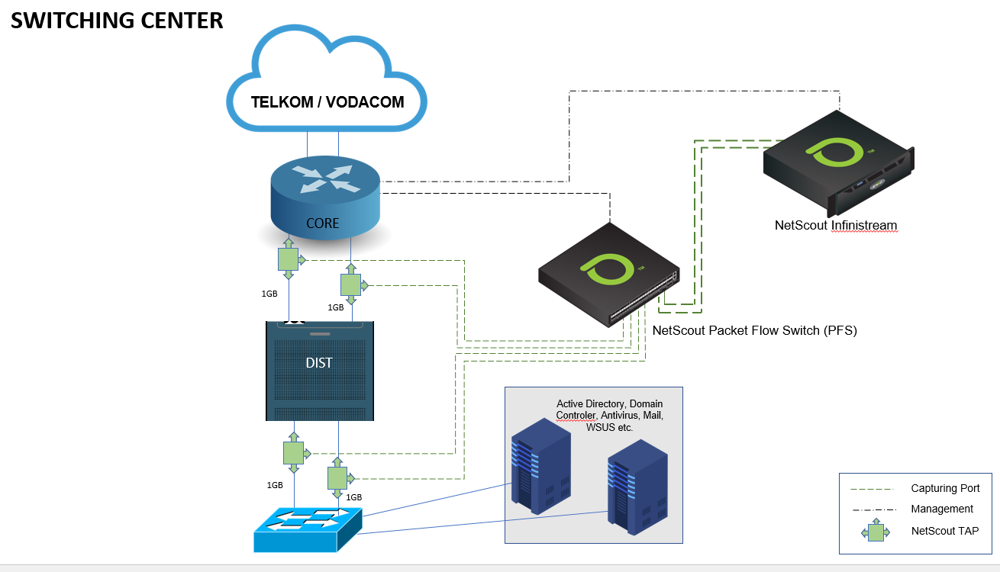 SWITCHING CENTER
TELKOM / VODACOM
CORE
NetScout Infinistream
1GB
1GB
NetScout Packet Flow Switch (PFS)
DIST
Active Directory, Domain
Controler, Antivirus, Mail,
WSUS etc.
1GB
1GB
Capturing Port
Management
NetScout TAP